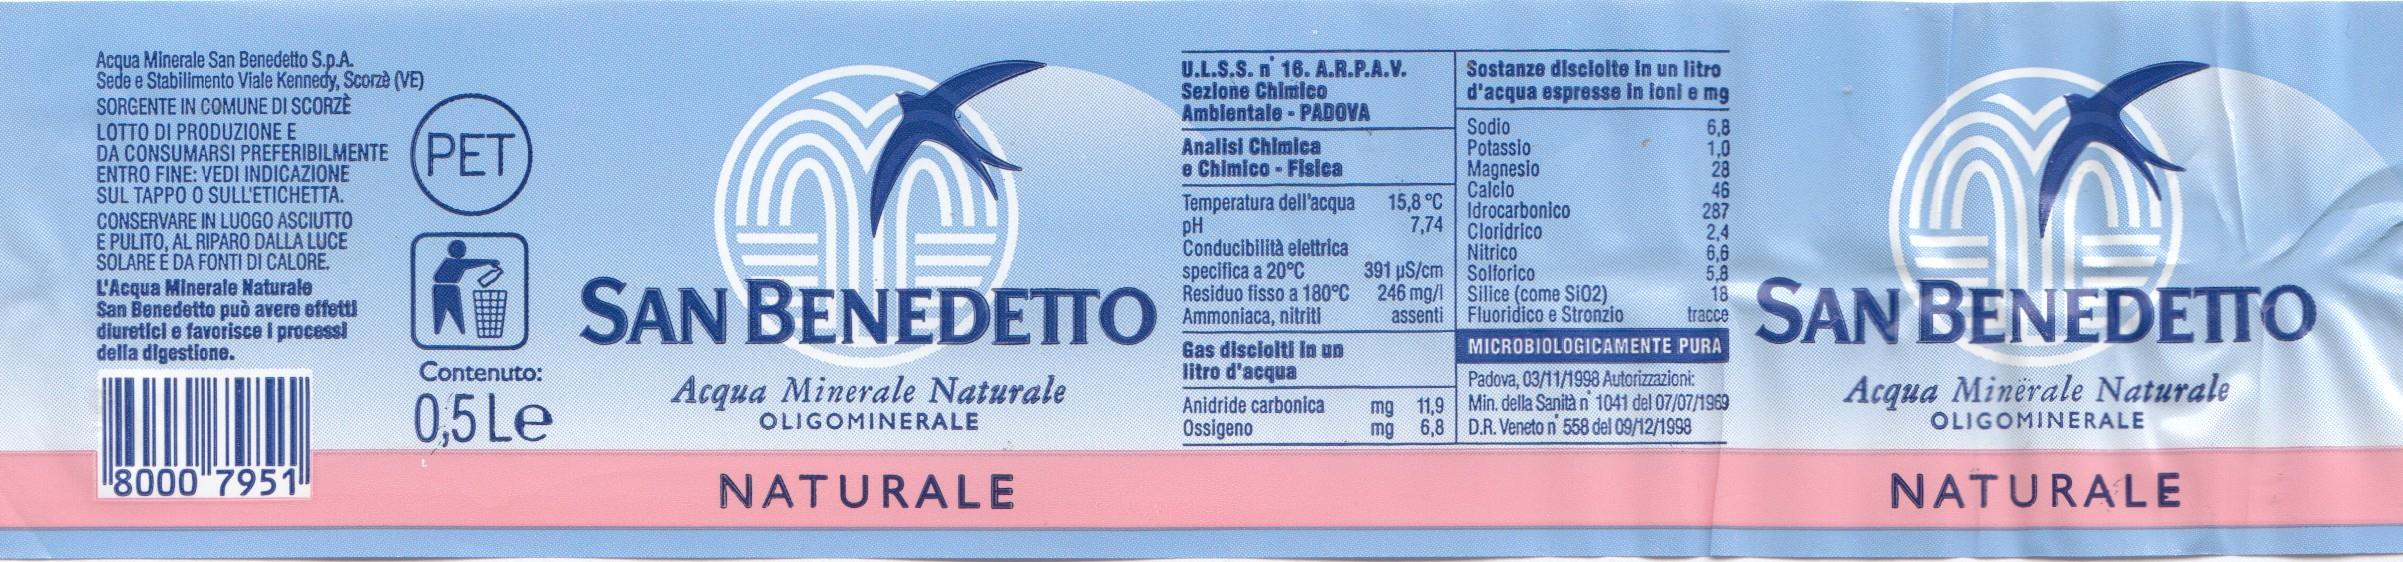 Acqua Minerale San Benedetto S.p.A.
Sede e Stabilimento Viale Kennedy, Scorzè (VE)
SORGENTE IN COMUNE DI SCORZÈ
LOTTO DI PRODUZIONE E
DA CONSUMARSI PREFERIBILMENTE
ENTRO FINE: VEDI INDICAZIONE
SUL TAPPO O SULL'ETICHETTA.
CONSERVARE IN LUOGO ASCIUTTO
E PULITO, AL RIPARO DALLA LUCE
SOLARE E DA FONTI DI CALORE.
L'Acqua Minerale Naturale
San Benedetto può avere effetti
diuretici e favorisce i processi
della digestione.
8000 7951
PET
Contenuto:
0,5 L e
SAN BENEDETTO
Acqua Minerale Naturale
OLIGOMINERALE
NATURALE
U.L.S.S. n° 16. A.R.P.A.V.
Sezione Chimico
Ambientale - PADOVA
Analisi Chimica
e Chimico - Fisica
Temperatura dell'acqua 15,8 °C
pH 7,74
Conducibilità elettrica
specifica a 20°C 391 µS/cm
Residuo fisso a 180°C 246 mg/l
Ammoniaca, nitriti assenti
Gas disciolti in un
litro d'acqua
Anidride carbonica mg 11,9
Ossigeno mg 6,8
Sostanze disciolte in un litro
d'acqua espresse in ioni e mg
Sodio 6,8
Potassio 1,0
Magnesio 28
Calcio 46
Idrocarbonico 287
Cloridrico 2,4
Nitrico 6,6
Solforico 5,8
Silice (come SiO2) 18
Fluoridico e Stronzio tracce
MICROBIOLOGICAMENTE PURA
Padova, 03/11/1998 Autorizzazioni:
Min. della Sanità n° 1041 del 07/07/1969
D.R. Veneto n° 558 del 09/12/1998
SAN BENEDETTO
Acqua Minerale Naturale
OLIGOMINERALE
NATURALE